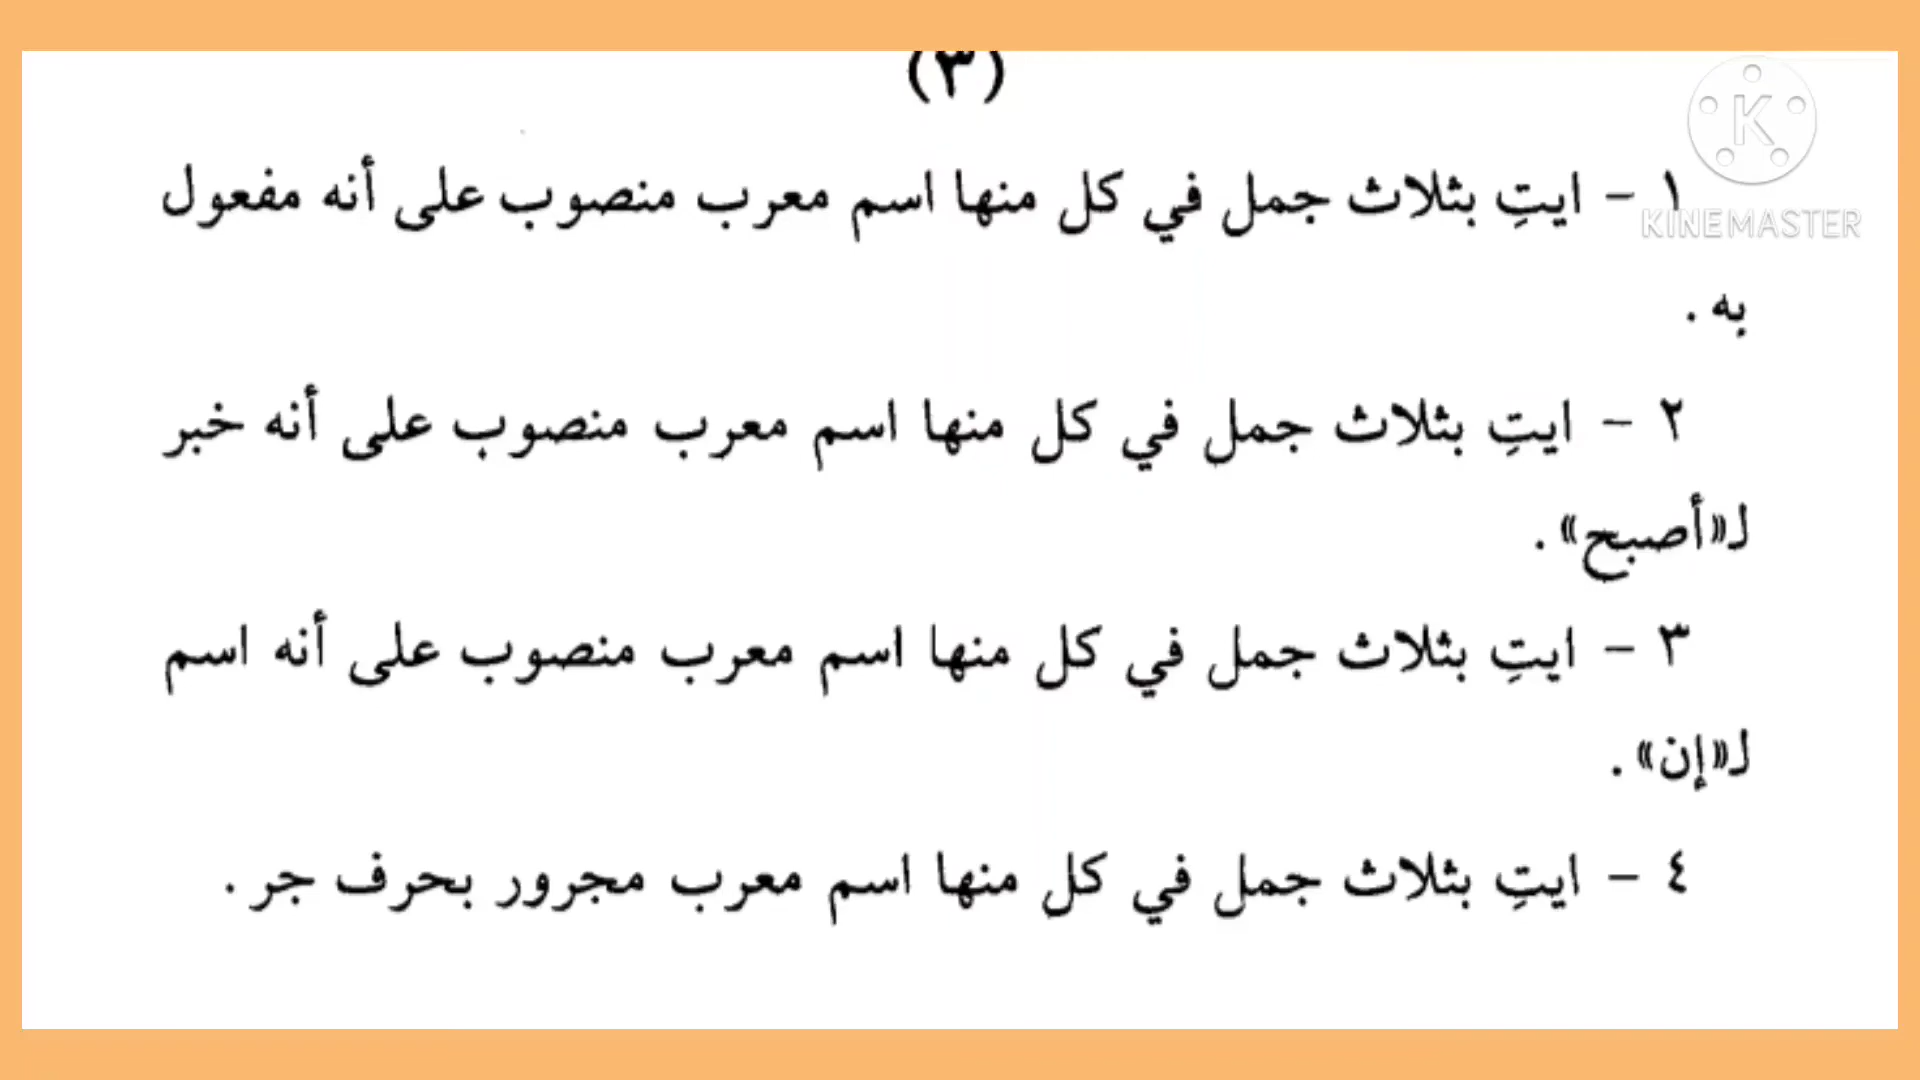 (٣)
١ - ايتِ بثلاث جمل في كل منها اسم معرب منصوب على أنه مفعول
به .
٢ - ايتِ بثلاث جمل في كل منها اسم معرب منصوب على أنه خبر
لـ«أصبح» .
٣ - ايتِ بثلاث جمل في كل منها اسم معرب منصوب على أنه اسم
لـ«إن» .
٤ - ايتِ بثلاث جمل في كل منها اسم معرب مجرور بحرف جر .
K
KINEMASTER